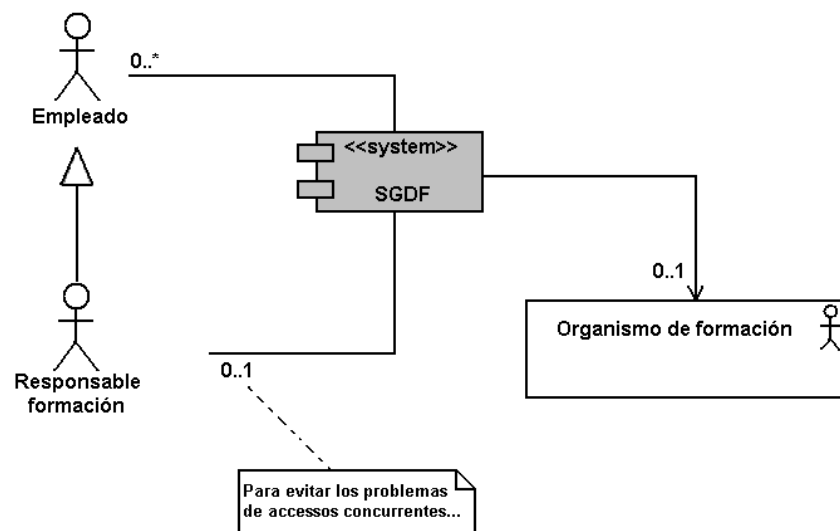 0..*
Empleado
<<system>>
SGDF
0..1
Organismo de formación
0..1
Responsable
formación
Para evitar los problemas
de accessos concurrentes...